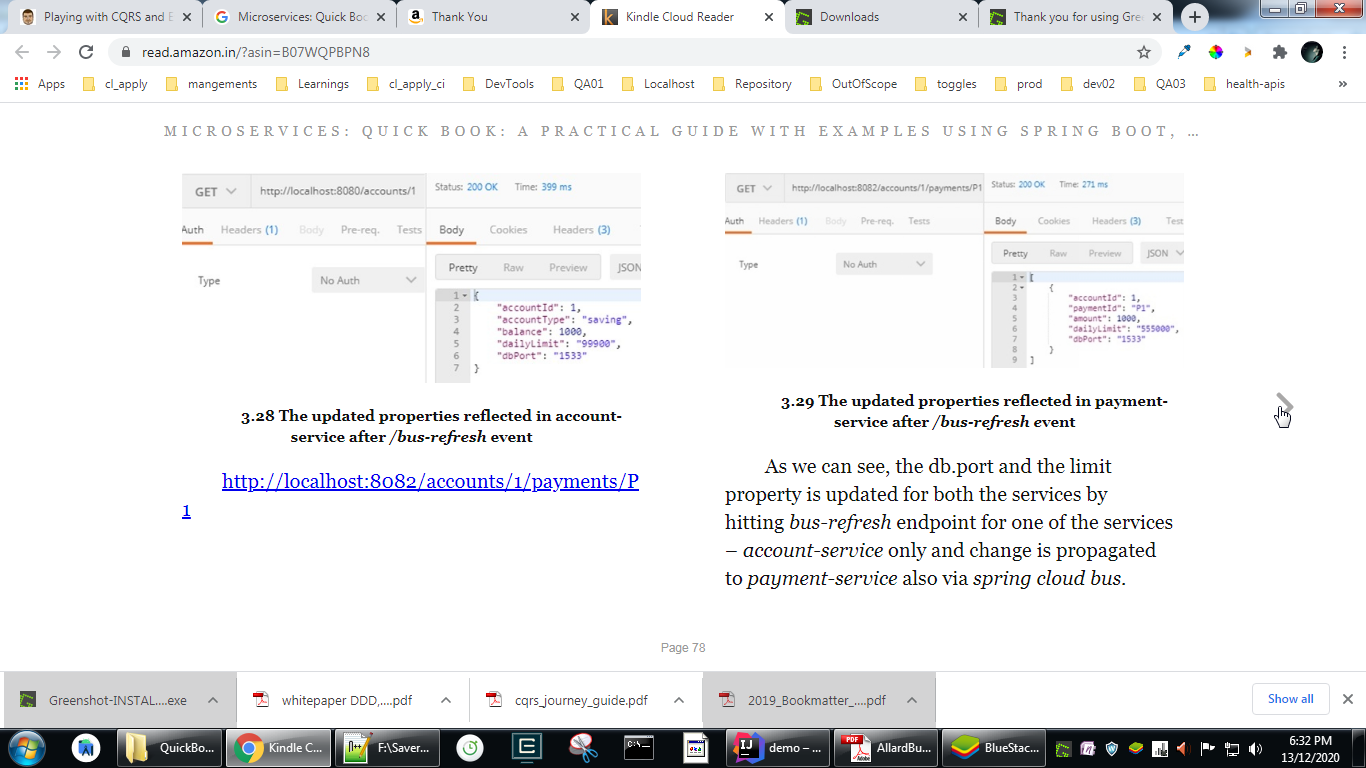 Playing with CQRS and E
Microservices: Quick Boo
Thank You
Kindle Cloud Reader
Downloads
Thank you for using Gre
read.amazon.in/?asin=B07WQPBPN8
Apps
cl_apply
mangements
Learnings
cl_apply_ci
DevTools
QA01
Localhost
Repository
OutOfScope
toggles
prod
dev02
QA03
health-apis
»
MICROSERVICES: QUICK BOOK: A PRACTICAL GUIDE WITH EXAMPLES USING SPRING BOOT, …
GET http://localhost:8080/accounts/1 Status: 200 OK Time: 399 ms
Auth Headers (1) Body Pre-req. Tests Body Cookies Headers (3)
Type No Auth Pretty Raw Preview JSON
1 {
2 "accountId": 1,
3 "accountType": "saving",
4 "balance": 1000,
5 "dailyLimit": "99900",
6 "dbPort": "1533"
7 }
3.28 The updated properties reflected in account-
service after /bus-refresh event
http://localhost:8082/accounts/1/payments/P
1
GET http://localhost:8082/accounts/1/payments/P1 Status: 200 OK Time: 271 ms
Auth Headers (1) Body Pre-req. Tests Body Cookies Headers (3) Test
Type No Auth Pretty Raw Preview JSON
1 [
2 {
3 "accountId": 1,
4 "paymentId": "P1",
5 "amount": 1000,
6 "dailyLimit": "555000",
7 "dbPort": "1533"
8 }
9 ]
3.29 The updated properties reflected in payment-
service after /bus-refresh event
As we can see, the db.port and the limit
property is updated for both the services by
hitting bus-refresh endpoint for one of the services
– account-service only and change is propagated
to payment-service also via spring cloud bus.
Page 78
Greenshot-INSTAL....exe
whitepaper DDD,....pdf
cqrs_journey_guide.pdf
2019_Bookmatter_....pdf
Show all
QuickBo...
Kindle C...
F:\Saver...
demo – ...
AllardBu...
BlueStac...
6:32 PM
13/12/2020